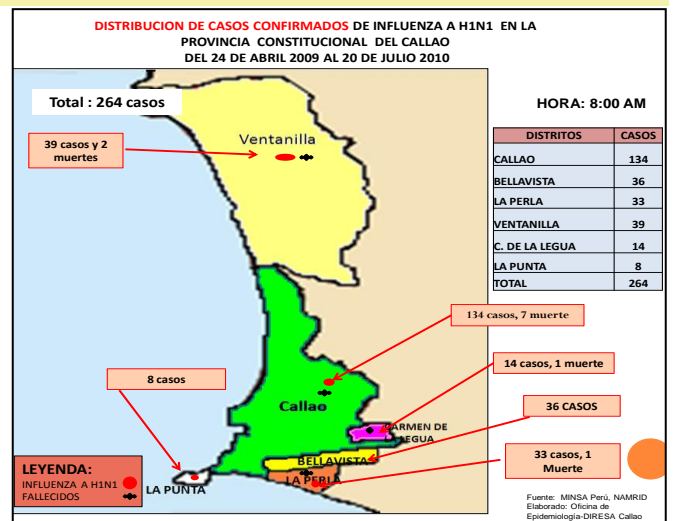 DISTRIBUCION DE CASOS CONFIRMADOS DE INFLUENZA A H1N1 EN LA
PROVINCIA CONSTITUCIONAL DEL CALLAO
DEL 24 DE ABRIL 2009 AL 20 DE JULIO 2010
Total : 264 casos
HORA: 8:00 AM
39 casos y 2
muertes
Ventanilla
DISTRITOS CASOS
CALLAO 134
BELLAVISTA 36
LA PERLA 33
VENTANILLA 39
C. DE LA LEGUA 14
LA PUNTA 8
TOTAL 264
134 casos, 7 muerte
14 casos, 1 muerte
8 casos
Callao
36 CASOS
CARMEN DE
LA LEGUA
BELLAVISTA
33 casos, 1
Muerte
LA PERLA
LEYENDA:
INFLUENZA A H1N1
FALLECIDOS
LA PUNTA
Fuente: MINSA Perú, NAMRID
Elaborado: Oficina de
Epidemiología-DIRESA Callao